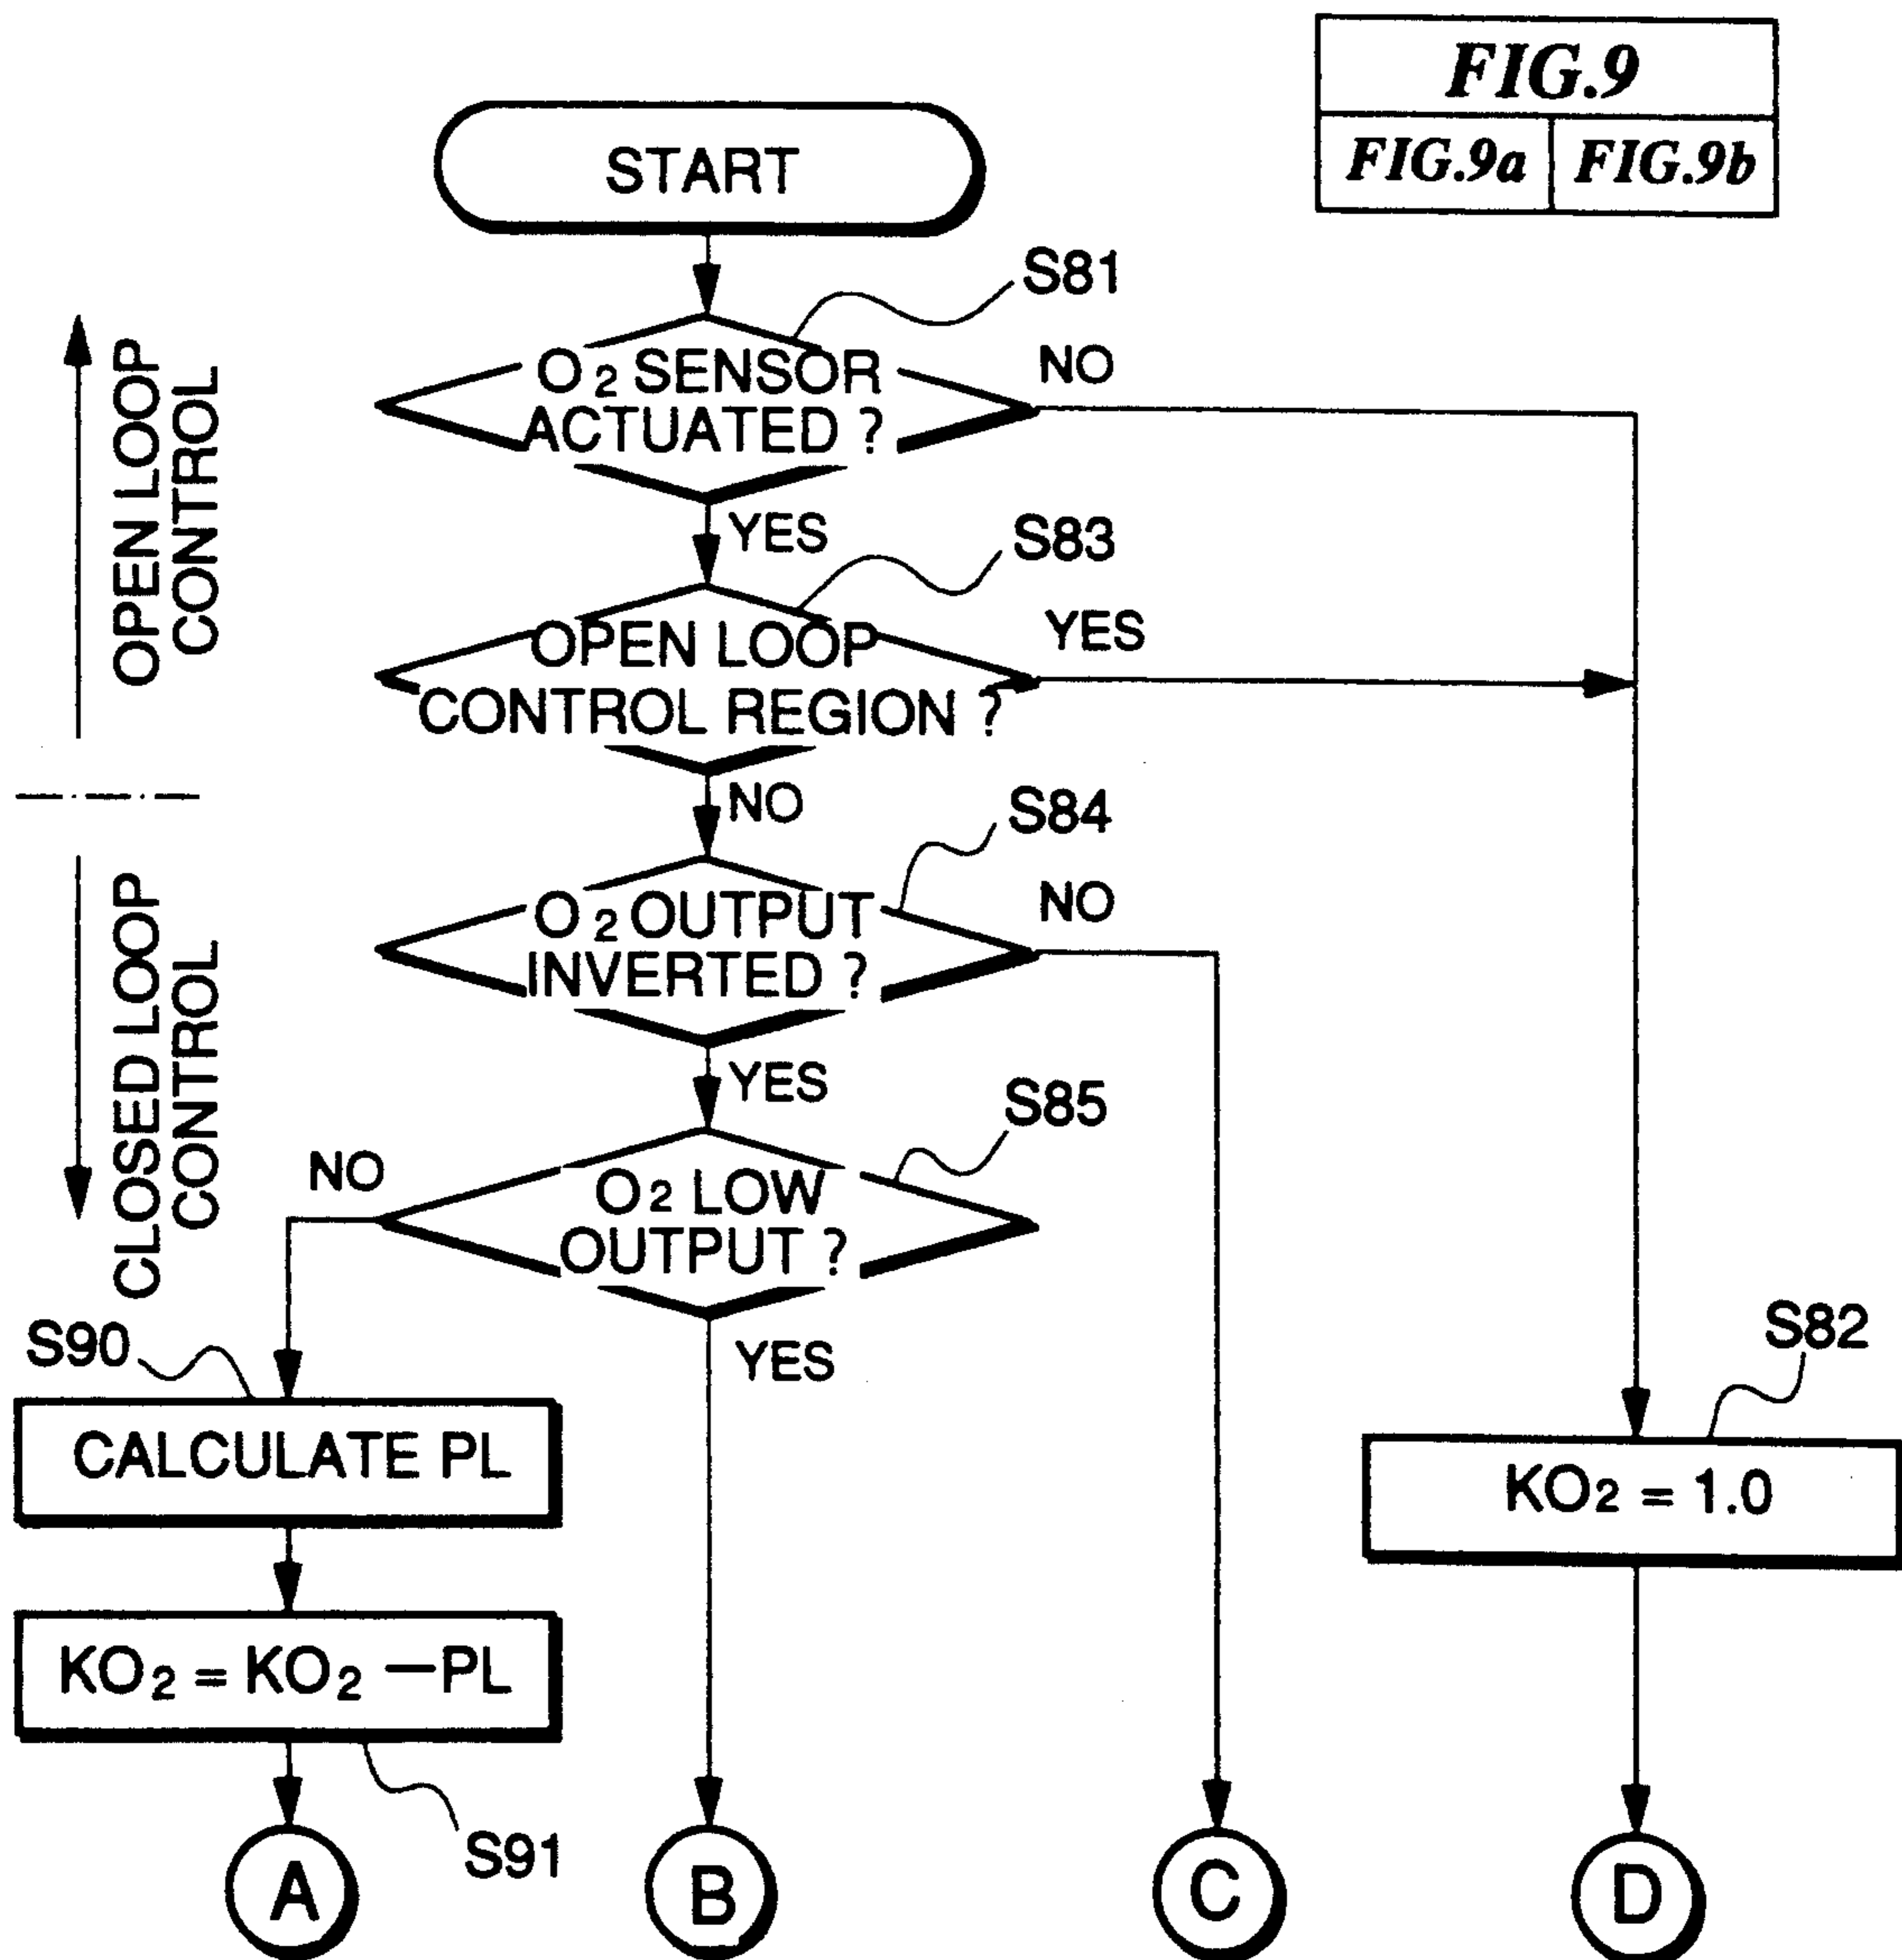 FIG.9
FIG.9a
FIG.9b
START
S81
O2 SENSOR
ACTUATED ?
NO
YES
S83
OPEN LOOP
CONTROL REGION ?
YES
NO
OPEN LOOP
CONTROL
S84
O2 OUTPUT
INVERTED ?
NO
YES
S85
O2 LOW
OUTPUT ?
NO
YES
CLOSED LOOP
CONTROL
S90
CALCULATE PL
S82
KO2 = 1.0
KO2 = KO2 —PL
S91
A
B
C
D